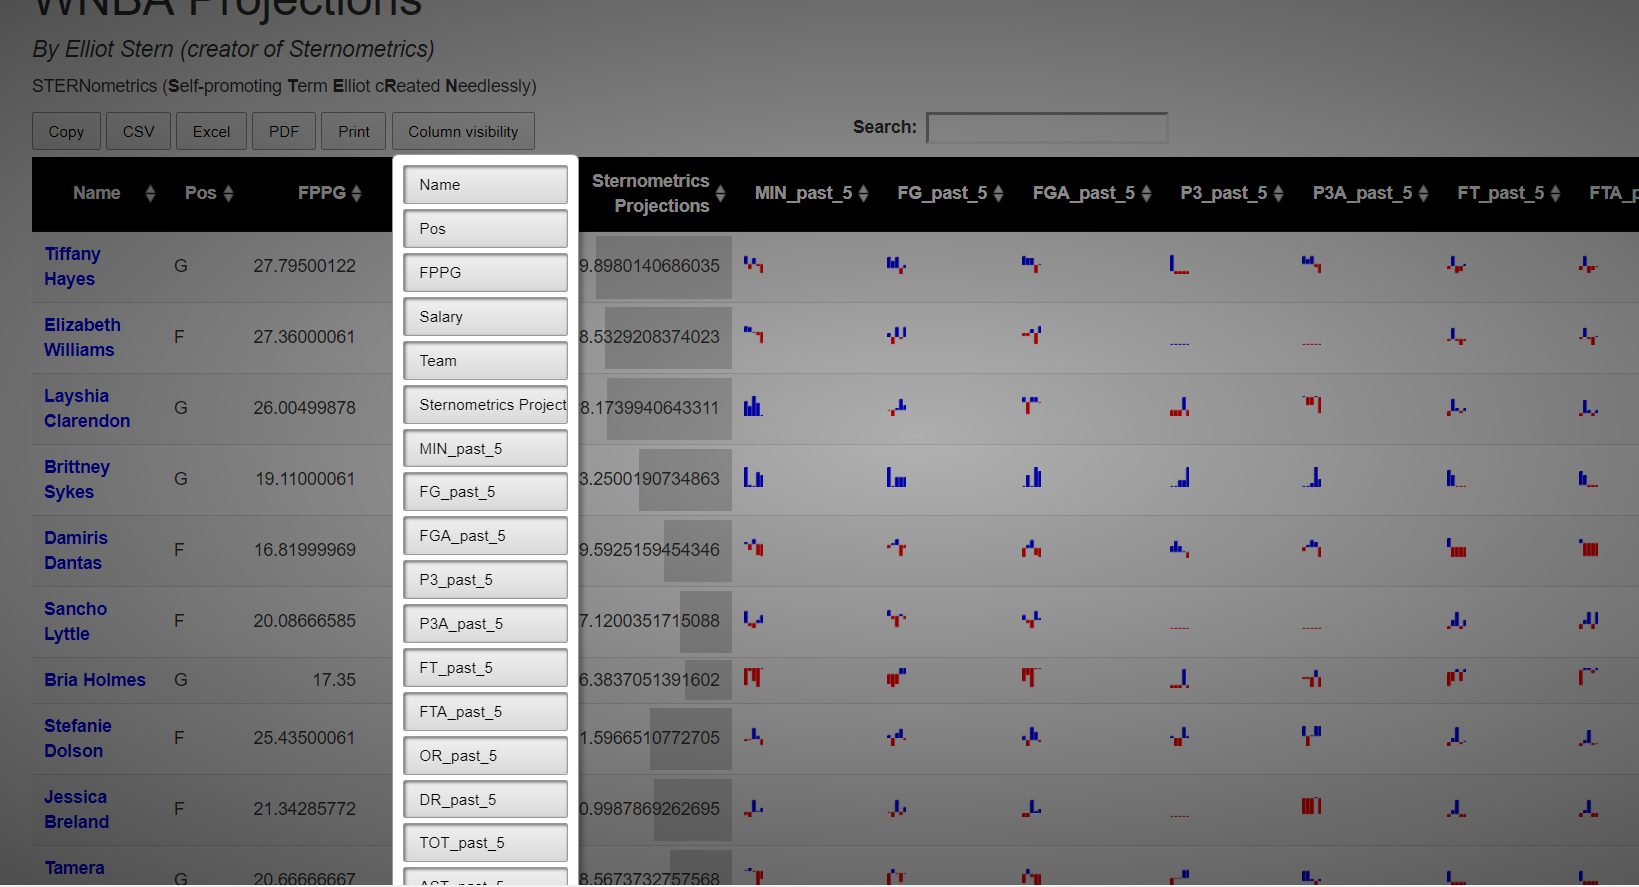 WNBA Projections
By Elliot Stern (creator of Sternometrics)
STERNometrics (Self-promoting Term Elliot cReated Needlessly)
Copy CSV Excel PDF Print Column visibility Search:
Name Pos FPPG Sternometrics Projections MIN_past_5 FG_past_5 FGA_past_5 P3_past_5 P3A_past_5 FT_past_5 FTA_p
Name
Pos
FPPG
Salary
Team
Sternometrics Project
MIN_past_5
FG_past_5
FGA_past_5
P3_past_5
P3A_past_5
FT_past_5
FTA_past_5
OR_past_5
DR_past_5
TOT_past_5
AST_past_5
Tiffany Hayes G 27.79500122 9.8980140686035
Elizabeth Williams F 27.36000061 8.5329208374023
Layshia Clarendon G 26.00499878 8.1739940643311
Brittney Sykes G 19.11000061 3.2500190734863
Damiris Dantas F 16.81999969 9.5925159454346
Sancho Lyttle F 20.08666585 7.1200351715088
Bria Holmes G 17.35 6.3837051391602
Stefanie Dolson F 25.43500061 1.5966510772705
Jessica Breland F 21.34285772 0.9987869262695
Tamera G 20.66666667 8.5673732757568